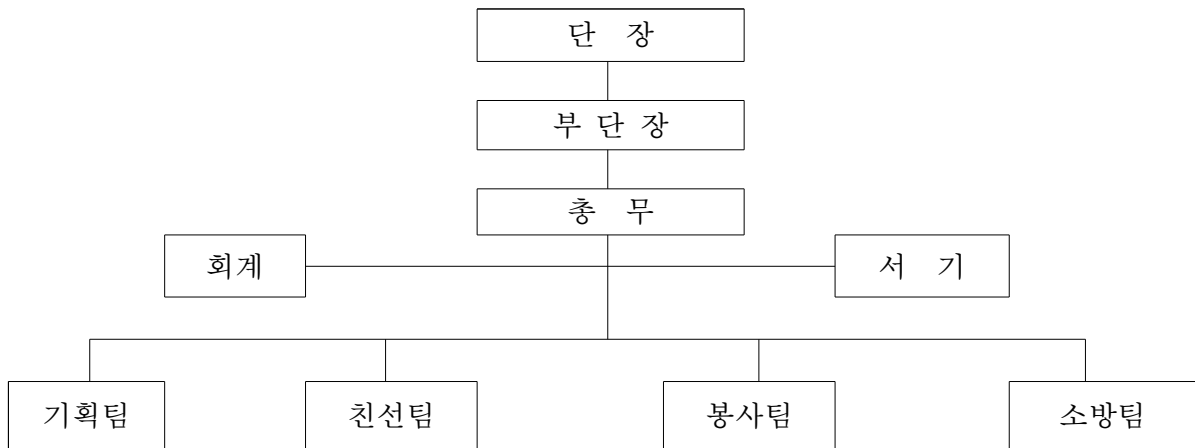 단 장
부 단 장
총 무
회계
서 기
기획팀
친선팀
봉사팀
소방팀